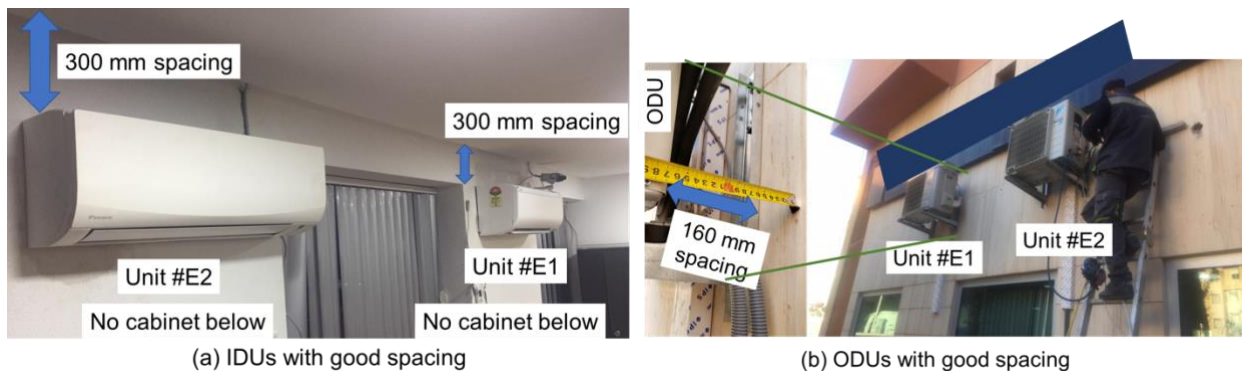 300 mm spacing
300 mm spacing
DAIKIN
Unit #E2
Unit #E1
No cabinet below
No cabinet below
(a) IDUs with good spacing
ODU
160 mm
spacing
Unit #E1
Unit #E2
(b) ODUs with good spacing